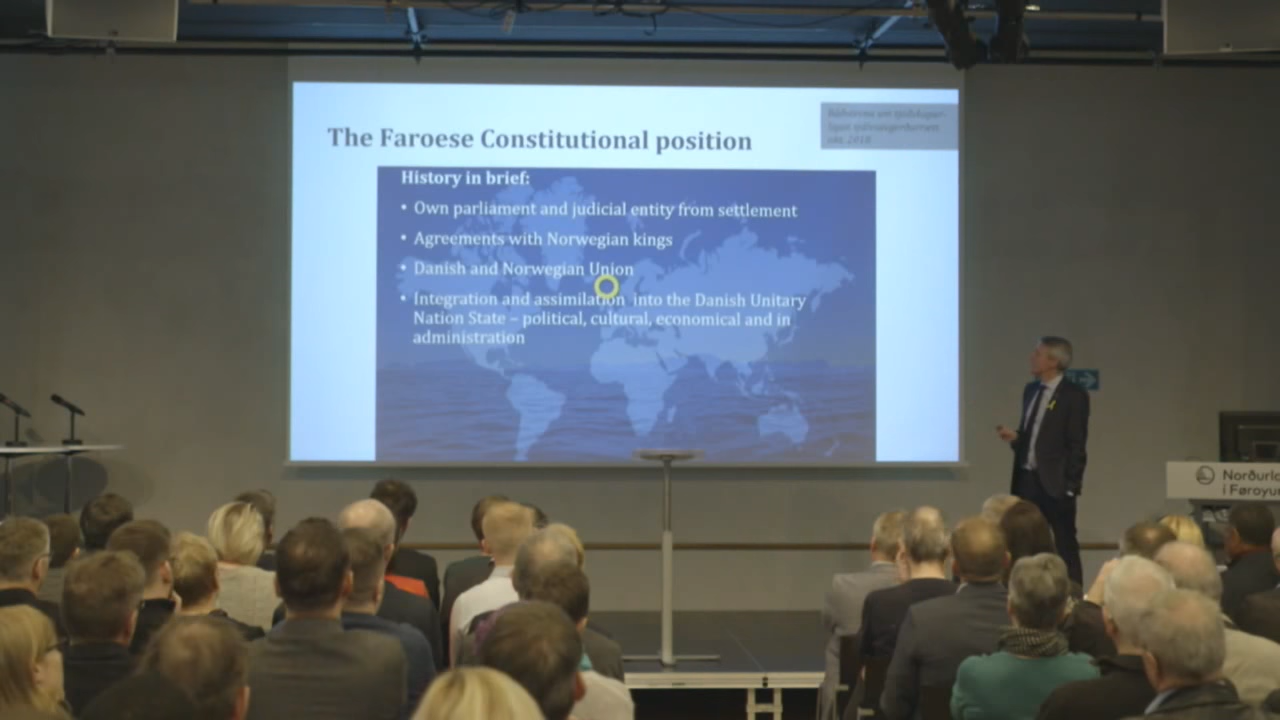 The Faroese Constitutional position
History in brief:
• Own parliament and judicial entity from settlement
• Agreements with Norwegian kings
• Danish and Norwegian Union
• Integration and assimilation into the Danish Unitary
Nation State – political, cultural, economical and in
administration
i Føroyum